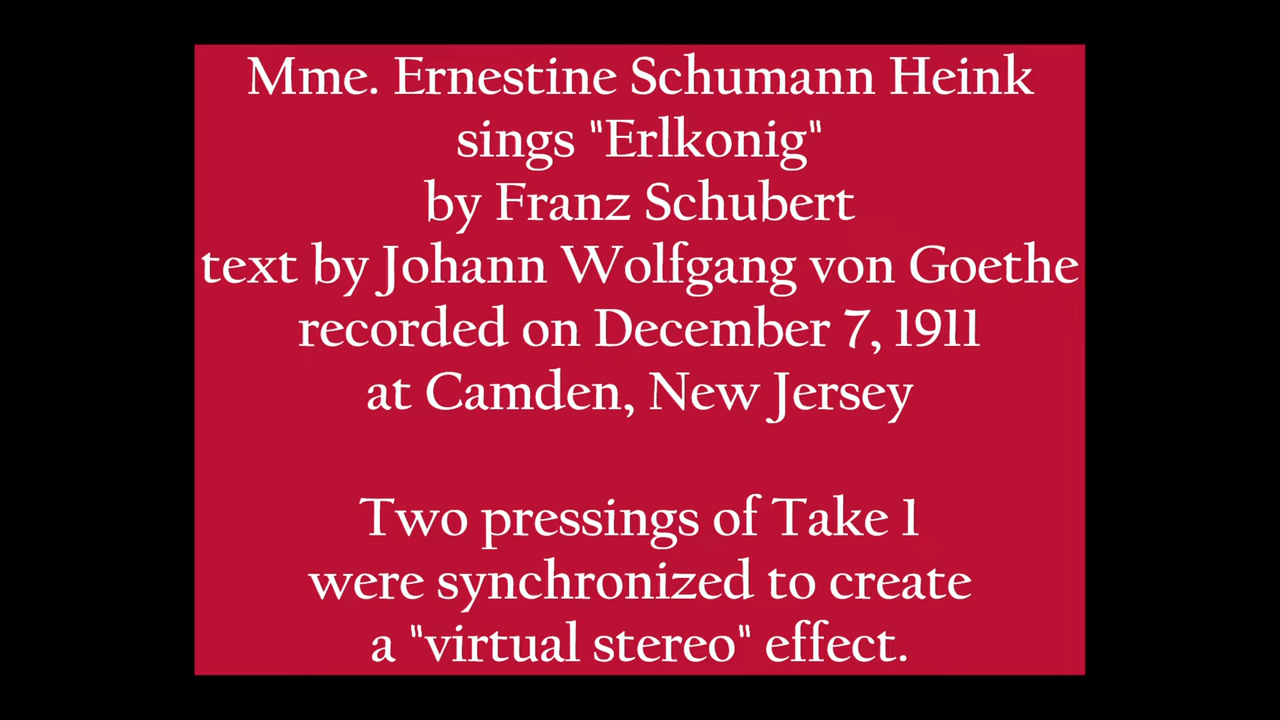 Mme. Ernestine Schumann Heink
sings "Erlkonig"
by Franz Schubert
text by Johann Wolfgang von Goethe
recorded on December 7, 1911
at Camden, New Jersey
Two pressings of Take 1
were synchronized to create
a "virtual stereo" effect.